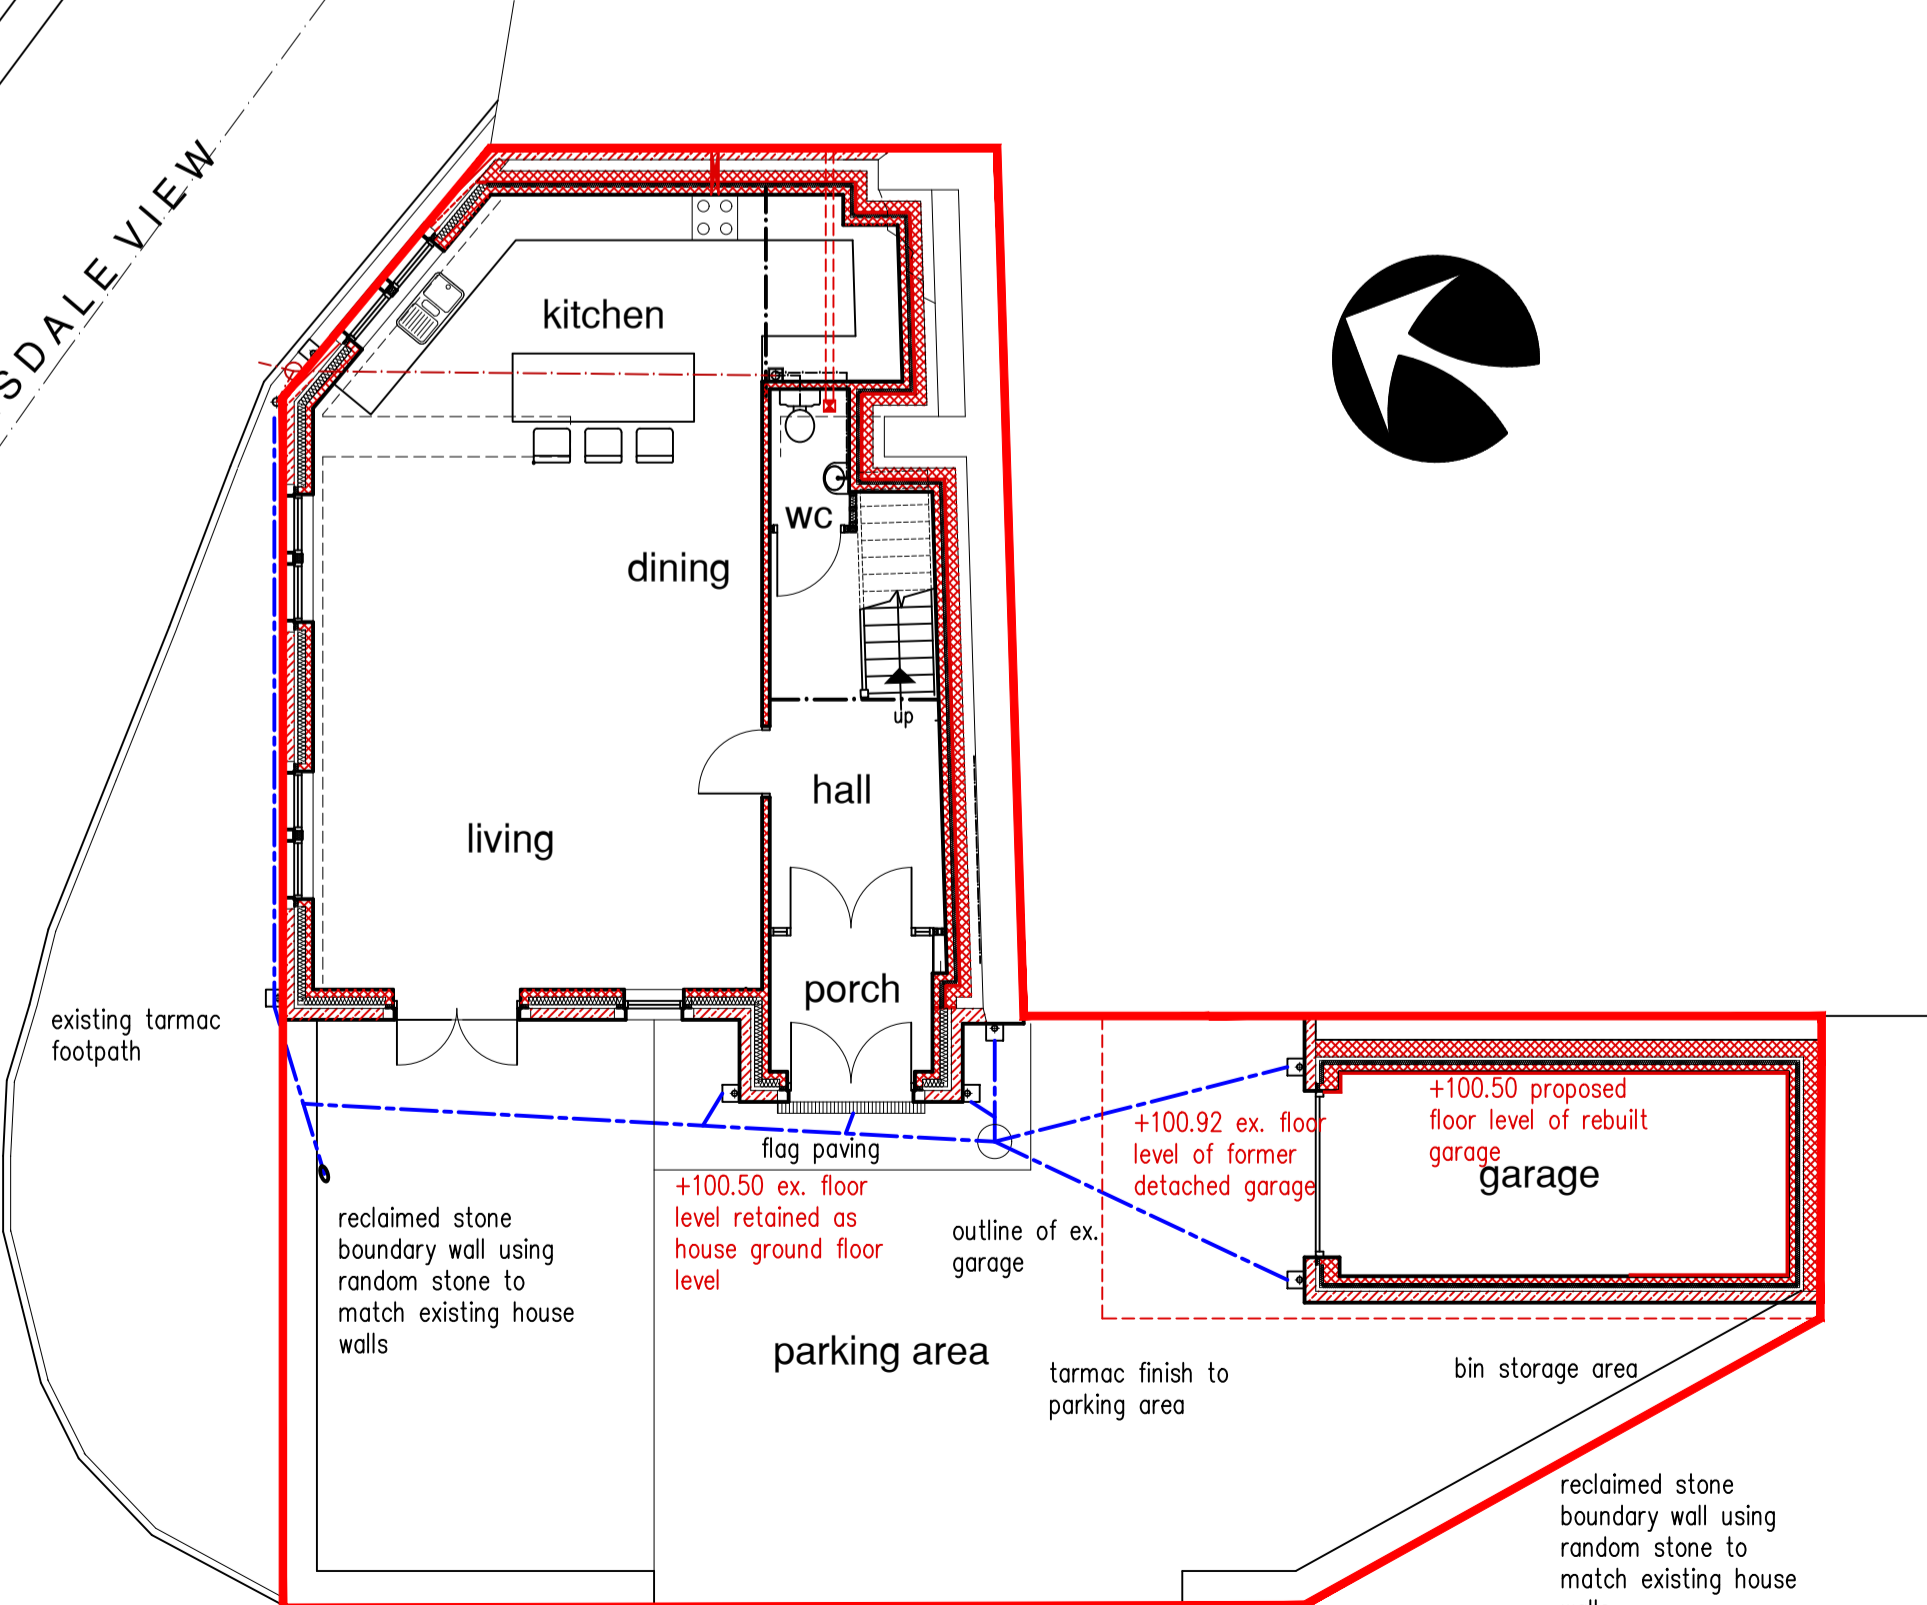 SDALE VIEW
kitchen
wc
dining
up
hall
living
porch
existing tarmac
footpath
flag paving
+100.50 ex. floor
level retained as
house ground floor
level
reclaimed stone
boundary wall using
random stone to
match existing house
walls
outline of ex.
garage
+100.92 ex. floor
level of former
detached garage
+100.50 proposed
floor level of rebuilt
garage
garage
parking area
tarmac finish to
parking area
bin storage area
reclaimed stone
boundary wall using
random stone to
match existing house